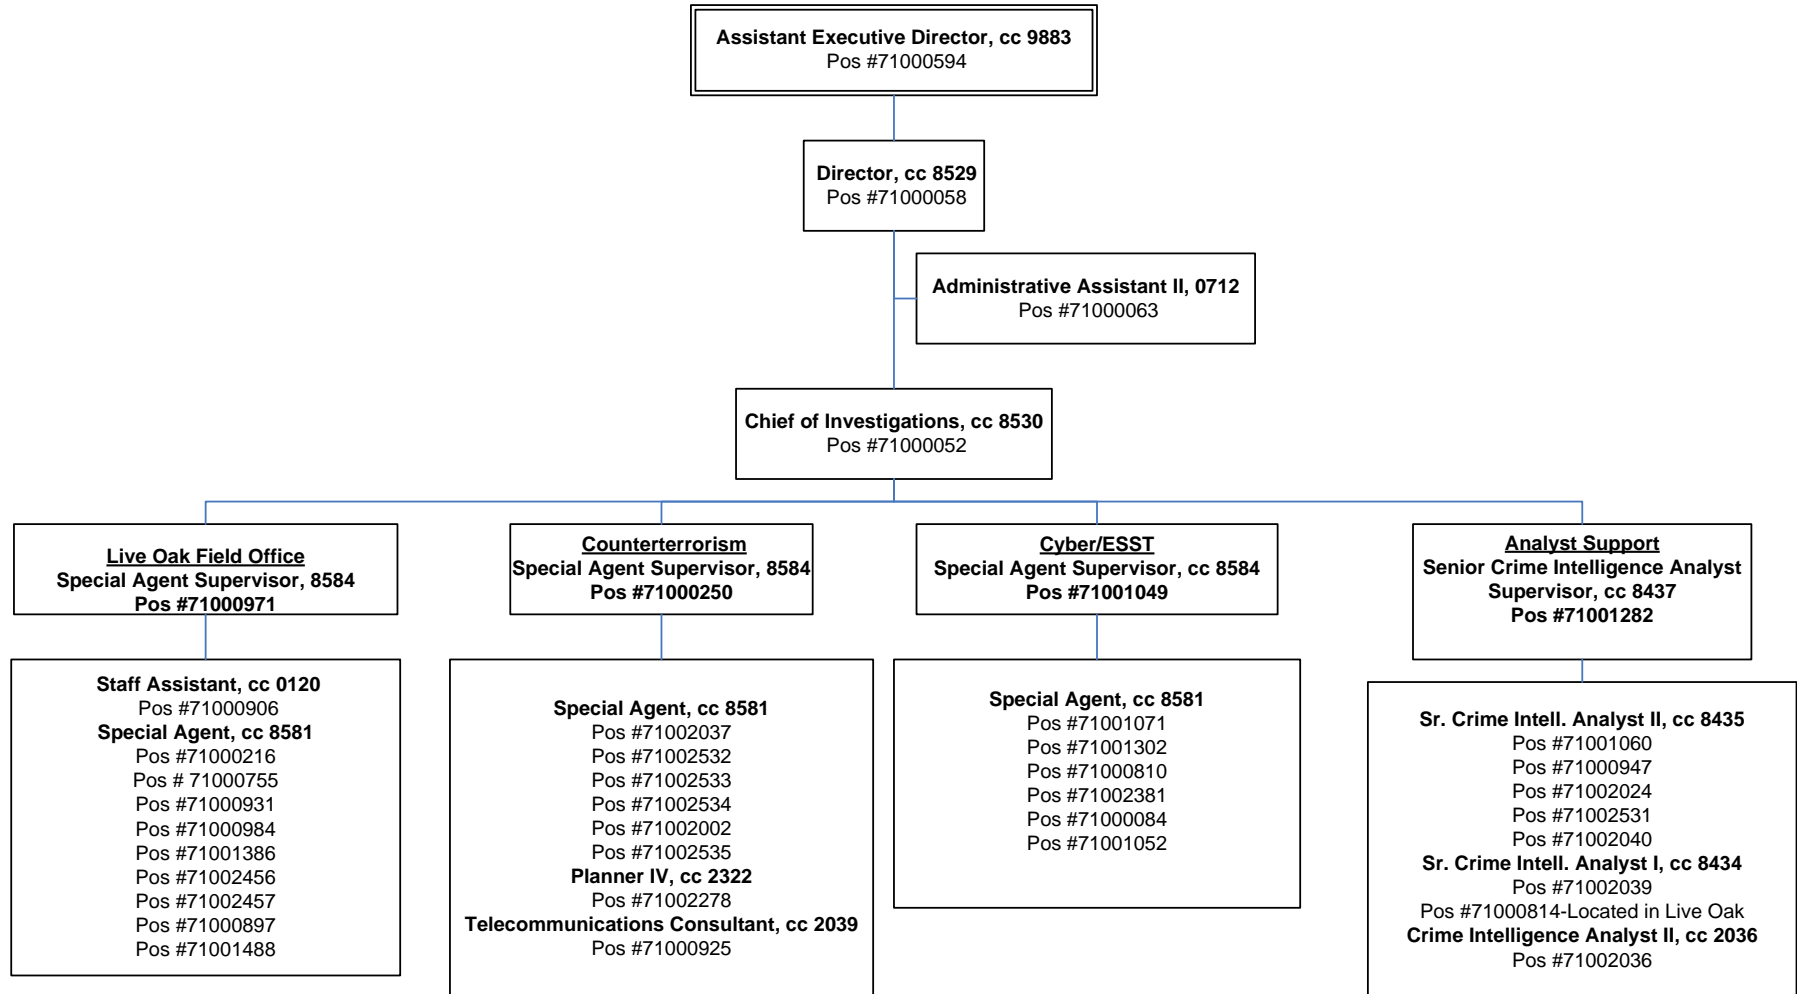 Assistant Executive Director, cc 9883
Pos #71000594
Director, cc 8529
Pos #71000058
Administrative Assistant II, 0712
Pos #71000063
Chief of Investigations, cc 8530
Pos #71000052
Live Oak Field Office
Special Agent Supervisor, 8584
Pos #71000971
Staff Assistant, cc 0120
Pos #71000906
Special Agent, cc 8581
Pos #71000216
Pos # 71000755
Pos #71000931
Pos #71000984
Pos #71001386
Pos #71002456
Pos #71002457
Pos #71000897
Pos #71001488
Counterterrorism
Special Agent Supervisor, 8584
Pos #71000250
Special Agent, cc 8581
Pos #71002037
Pos #71002532
Pos #71002533
Pos #71002534
Pos #71002002
Pos #71002535
Planner IV, cc 2322
Pos #71002278
Telecommunications Consultant, cc 2039
Pos #71000925
Cyber/ESST
Special Agent Supervisor, cc 8584
Pos #71001049
Special Agent, cc 8581
Pos #71001071
Pos #71001302
Pos #71000810
Pos #71002381
Pos #71000084
Pos #71001052
Analyst Support
Senior Crime Intelligence Analyst
Supervisor, cc 8437
Pos #71001282
Sr. Crime Intell. Analyst II, cc 8435
Pos #71001060
Pos #71000947
Pos #71002024
Pos #71002531
Pos #71002040
Sr. Crime Intell. Analyst I, cc 8434
Pos #71002039
Pos #71000814-Located in Live Oak
Crime Intelligence Analyst II, cc 2036
Pos #71002036